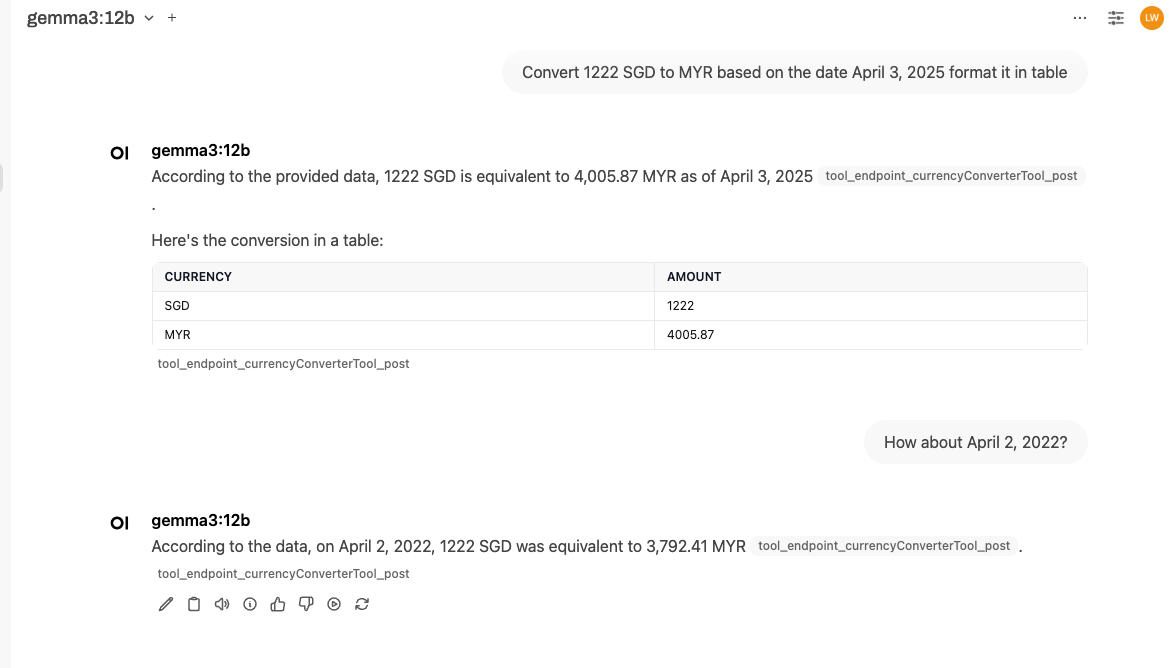 gemma3:12b
LW
Convert 1222 SGD to MYR based on the date April 3, 2025 format it in table
OI
gemma3:12b
According to the provided data, 1222 SGD is equivalent to 4,005.87 MYR as of April 3, 2025 tool_endpoint_currencyConverterTool_post
.
Here's the conversion in a table:
CURRENCY AMOUNT
SGD 1222
MYR 4005.87
tool_endpoint_currencyConverterTool_post
How about April 2, 2022?
OI
gemma3:12b
According to the data, on April 2, 2022, 1222 SGD was equivalent to 3,792.41 MYR tool_endpoint_currencyConverterTool_post .
tool_endpoint_currencyConverterTool_post